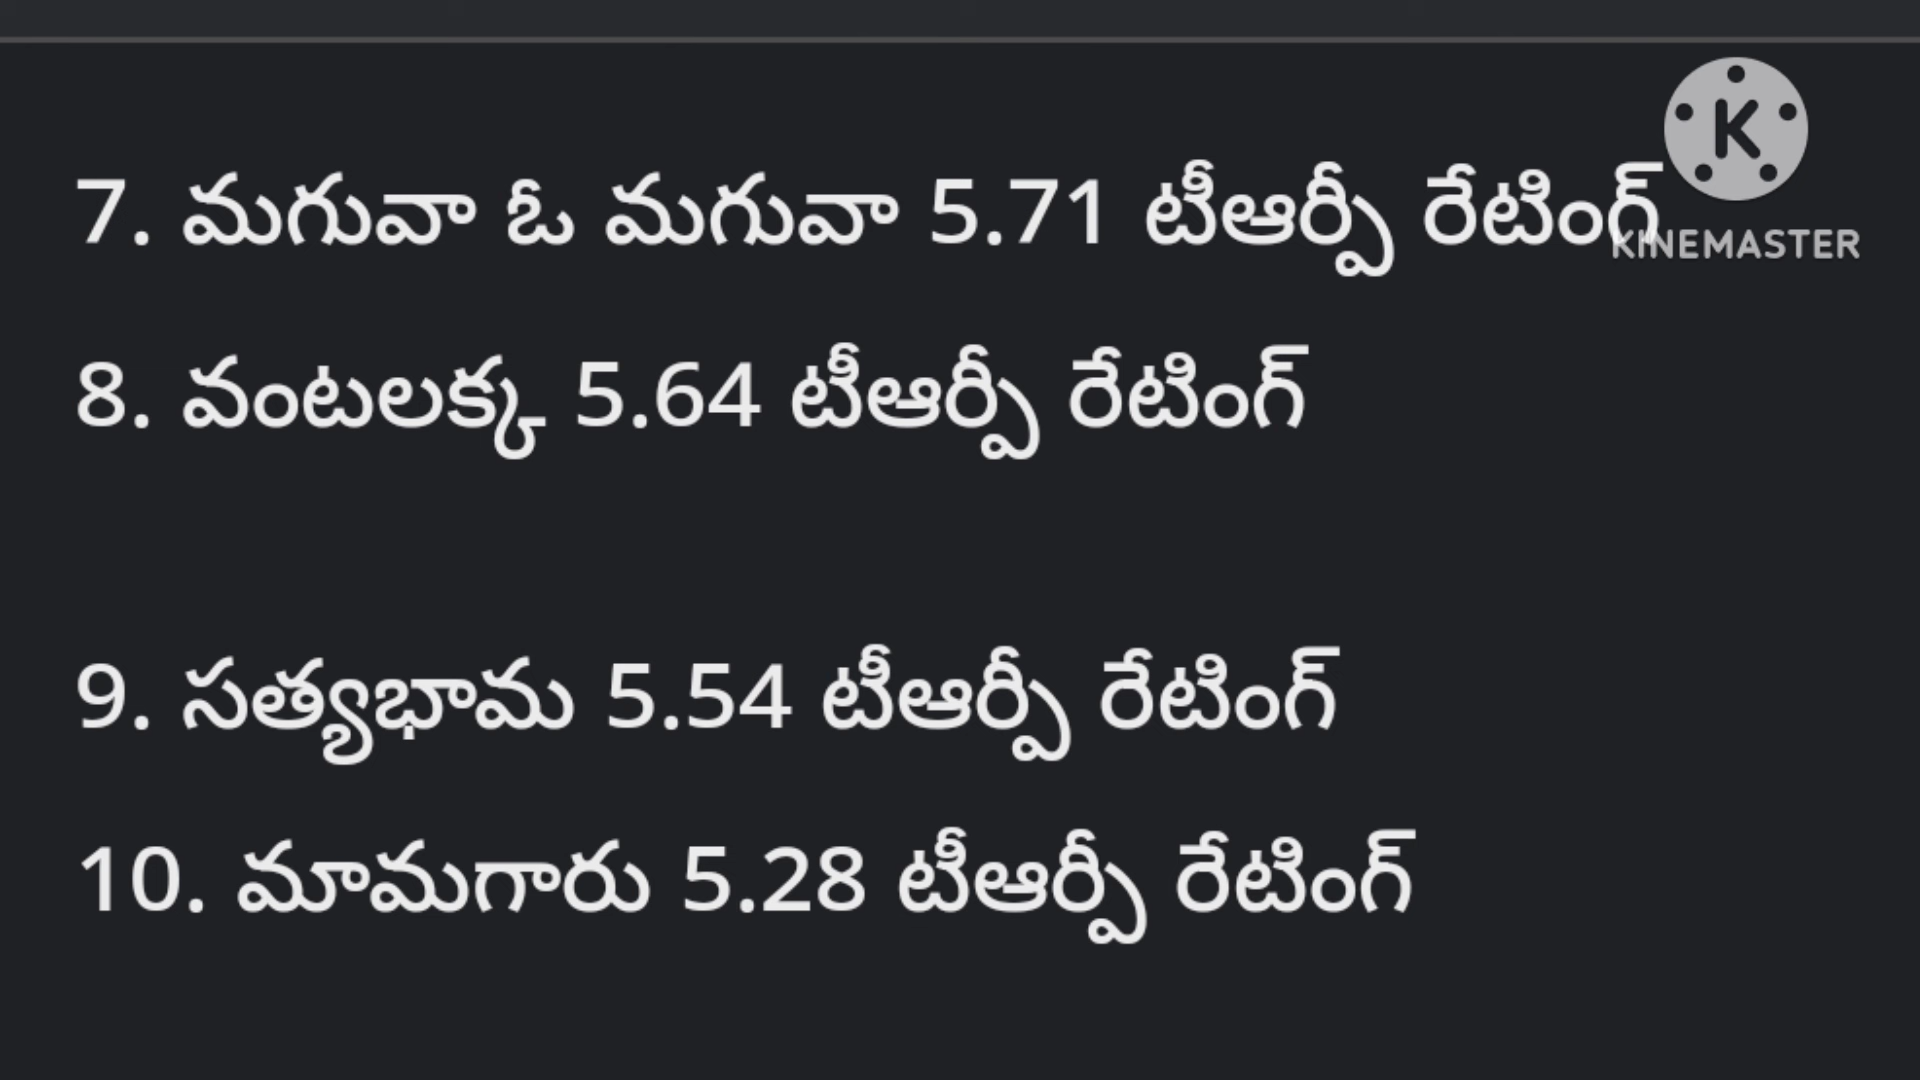 7. మగువా ఓ మగువా 5.71 టీఆర్పీ రేటింగ్
KINEMASTER
8. వంటలక్క 5.64 టీఆర్పీ రేటింగ్
9. సత్యభామ 5.54 టీఆర్పీ రేటింగ్
10. మామగారు 5.28 టీఆర్పీ రేటింగ్